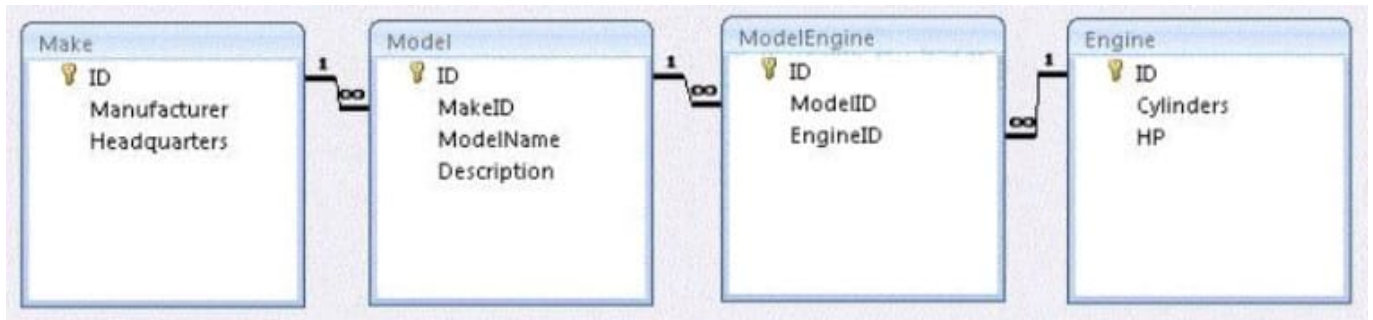 Make
ID
Manufacturer
Headquarters
1
∞
Model
ID
MakeID
ModelName
Description
1
∞
ModelEngine
ID
ModelID
EngineID
1
∞
Engine
ID
Cylinders
HP